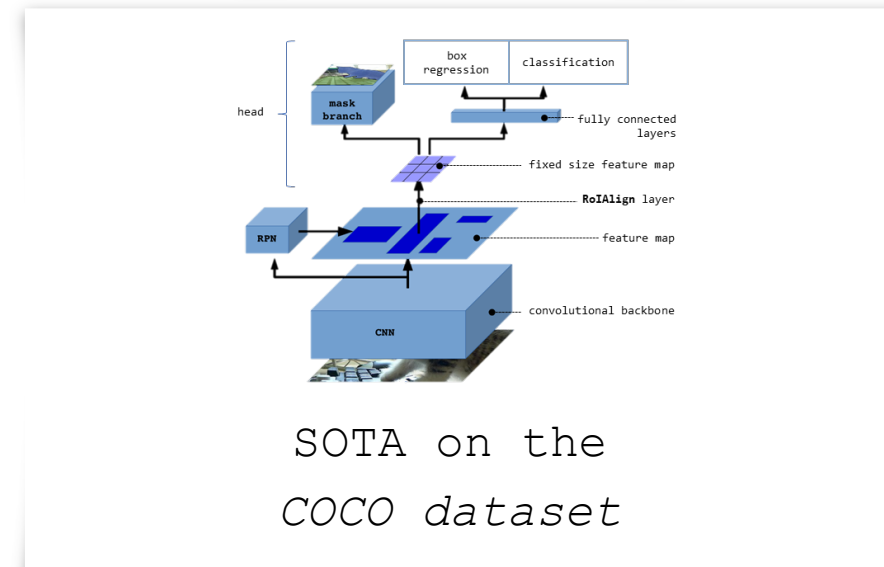 box
regression
classification
head
mask
branch
fully connected
layers
fixed size feature map
RoIAlign layer
RPN
feature map
convolutional backbone
CNN
SOTA on the
COCO dataset